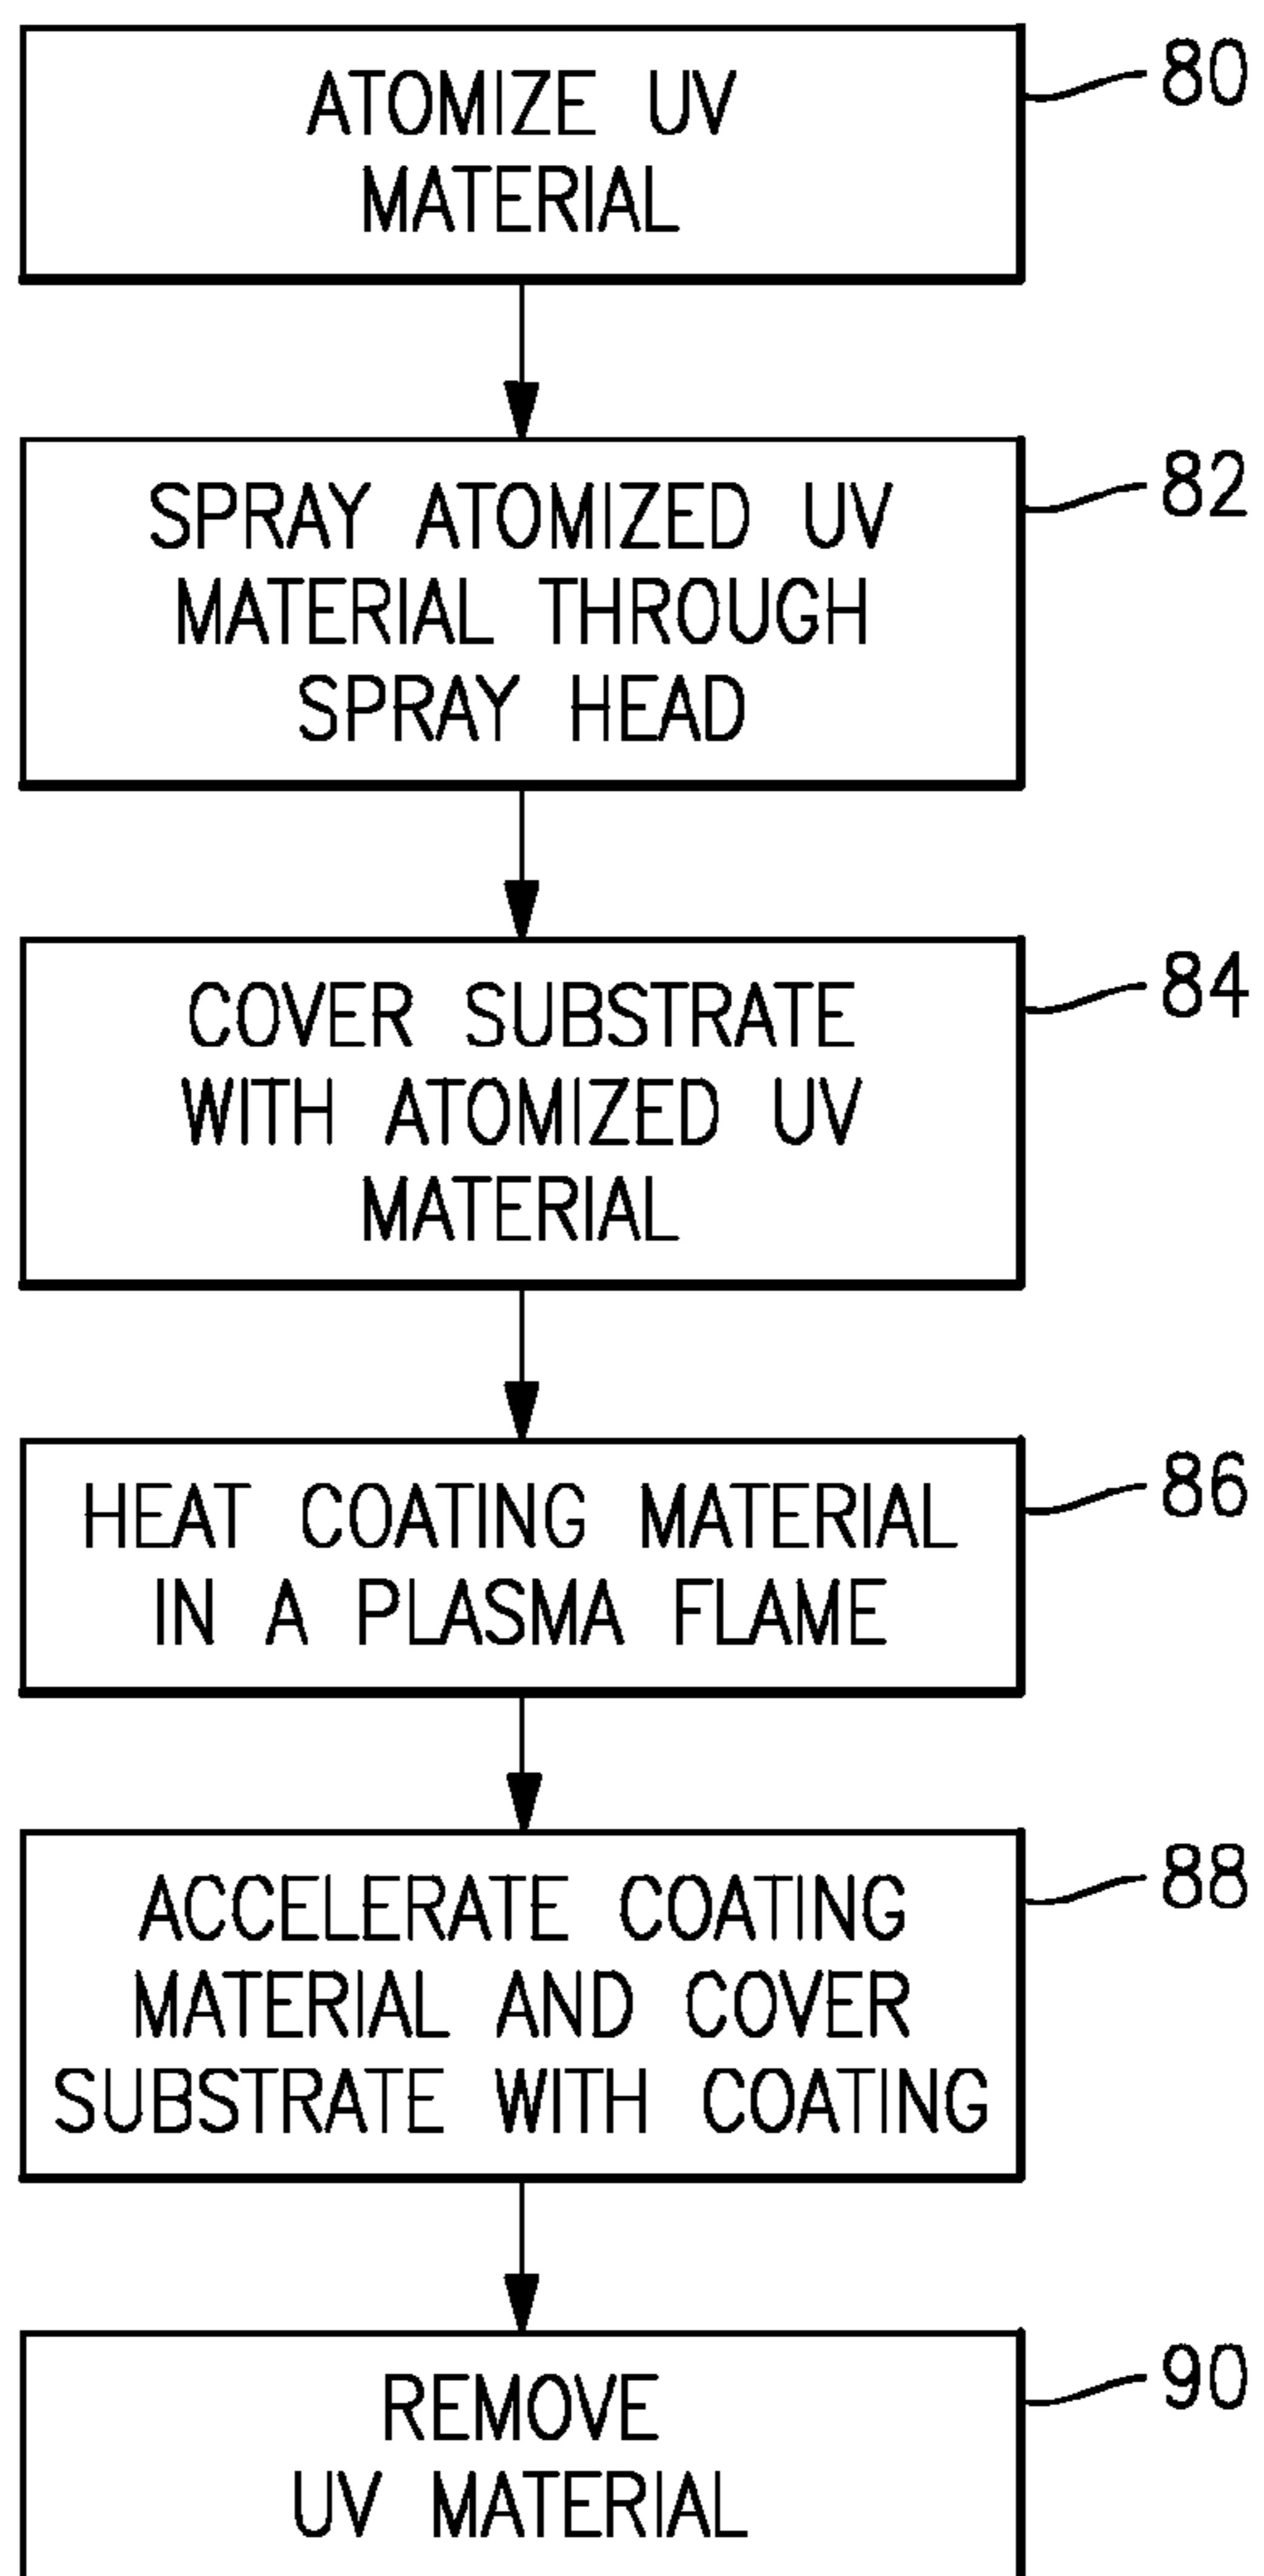 ATOMIZE UV
MATERIAL
80
SPRAY ATOMIZED UV
MATERIAL THROUGH
SPRAY HEAD
82
COVER SUBSTRATE
WITH ATOMIZED UV
MATERIAL
84
HEAT COATING MATERIAL
IN A PLASMA FLAME
86
ACCELERATE COATING
MATERIAL AND COVER
SUBSTRATE WITH COATING
88
REMOVE
UV MATERIAL
90